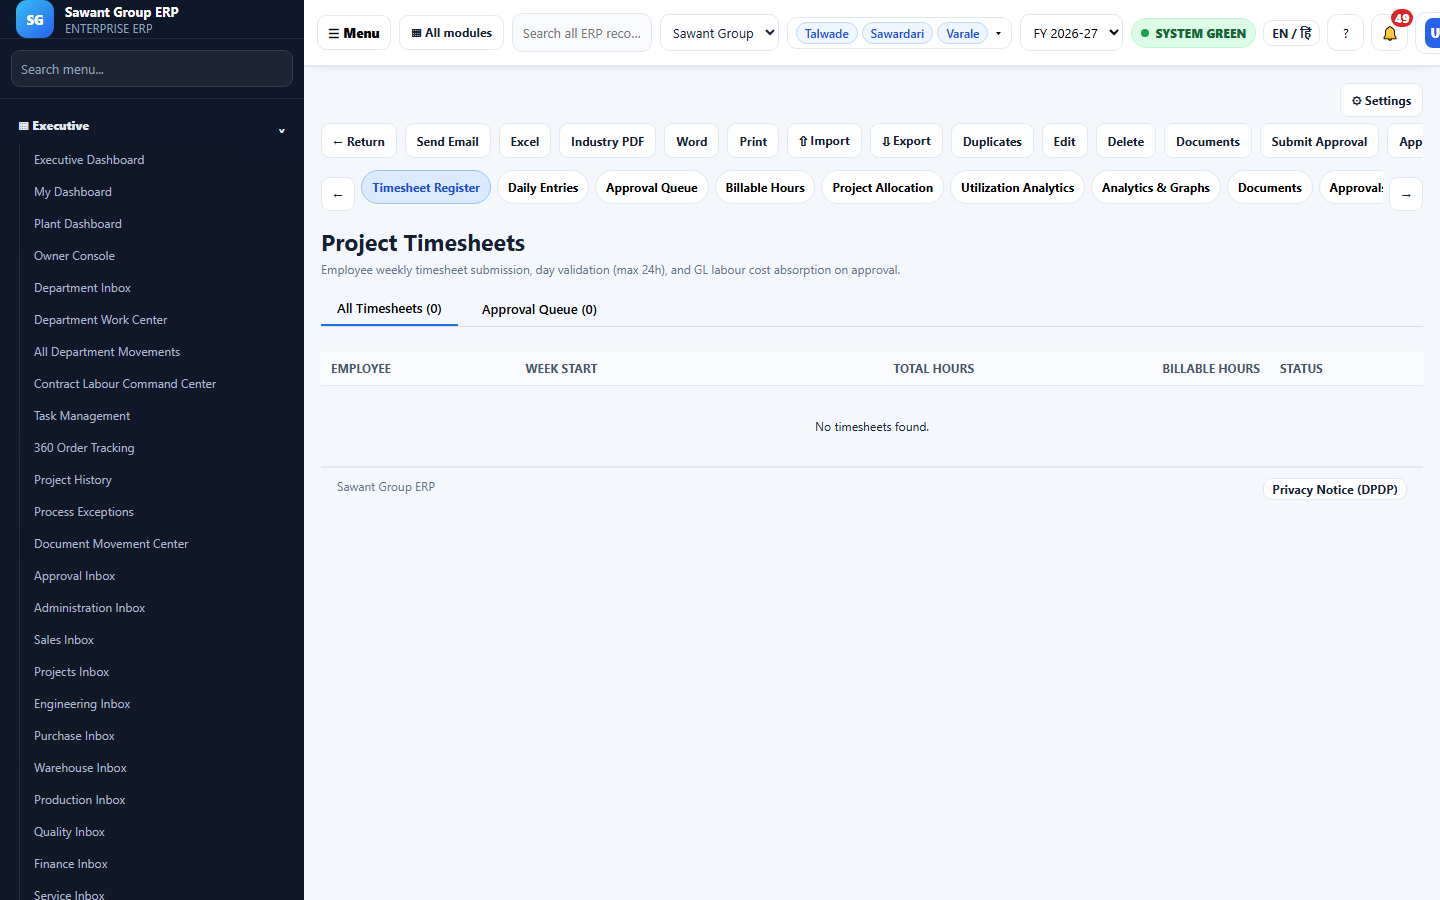 SG
Sawant Group ERP
ENTERPRISE ERP
Search menu...
Executive
Executive Dashboard
My Dashboard
Plant Dashboard
Owner Console
Department Inbox
Department Work Center
All Department Movements
Contract Labour Command Center
Task Management
360 Order Tracking
Project History
Process Exceptions
Document Movement Center
Approval Inbox
Administration Inbox
Sales Inbox
Projects Inbox
Engineering Inbox
Purchase Inbox
Warehouse Inbox
Production Inbox
Quality Inbox
Finance Inbox
Service Inbox
☰ Menu
All modules
Search all ERP reco...
Sawant Group
Talwade
Sawardari
Varale
FY 2026-27
SYSTEM GREEN
EN / हिं
?
49
U
⚙ Settings
← Return
Send Email
Excel
Industry PDF
Word
Print
⇧ Import
⇩ Export
Duplicates
Edit
Delete
Documents
Submit Approval
App
←
Timesheet Register
Daily Entries
Approval Queue
Billable Hours
Project Allocation
Utilization Analytics
Analytics & Graphs
Documents
Approvals
→
Project Timesheets
Employee weekly timesheet submission, day validation (max 24h), and GL labour cost absorption on approval.
All Timesheets (0)
Approval Queue (0)
EMPLOYEE
WEEK START
TOTAL HOURS
BILLABLE HOURS
STATUS
No timesheets found.
Sawant Group ERP
Privacy Notice (DPDP)